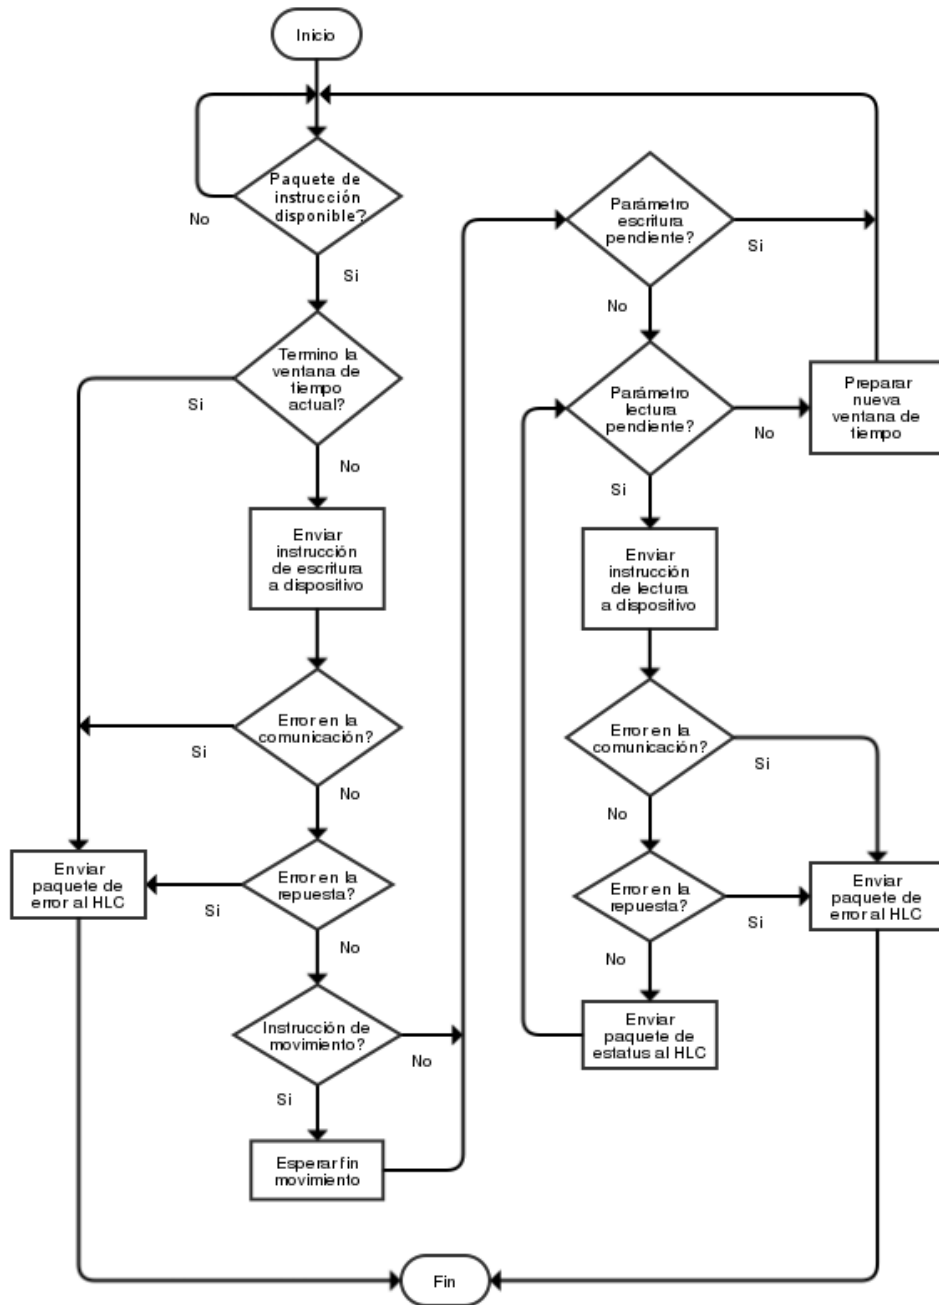 Inicio
Paquete de
instrucción
disponible?
No
Si
Termino la
ventana de
tiempo
actual?
Si
No
Enviar
instrucción
de escritura
a dispositivo
Error en la
comunicación?
Si
No
Error en la
repuesta?
Si
No
Enviar
paquete de
error al HLC
Instrucción de
movimiento?
No
Si
Esperar fin
movimiento
Parámetro
escritura
pendiente?
Si
No
Parámetro
lectura
pendiente?
No
Si
Preparar
nueva
ventana de
tiempo
Enviar
instrucción
de lectura
a dispositivo
Error en la
comunicación?
Si
No
Error en la
repuesta?
Si
No
Enviar
paquete de
error al HLC
Enviar
paquete de
estatus al HLC
Fin